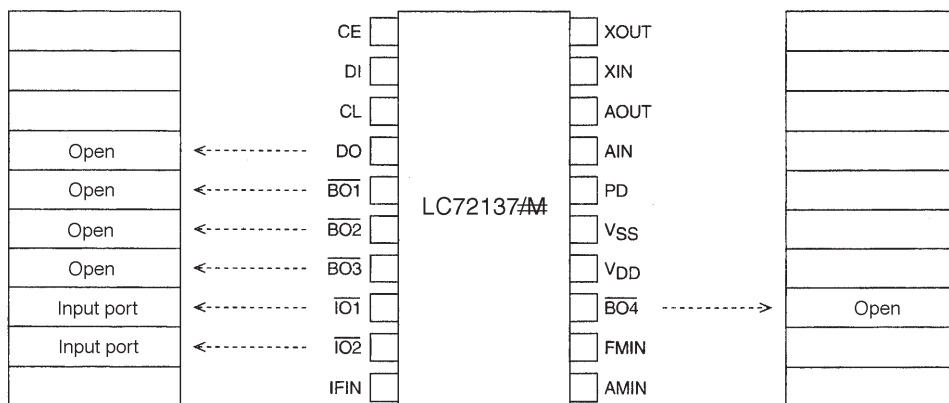 CE XOUT
DI XIN
CL AOUT
Open DO AIN
Open BO1 PD
Open BO2 VSS
LC72137/M
Open BO3 VDD
Input port IO1 BO4 Open
Input port IO2 FMIN
IFIN AMIN